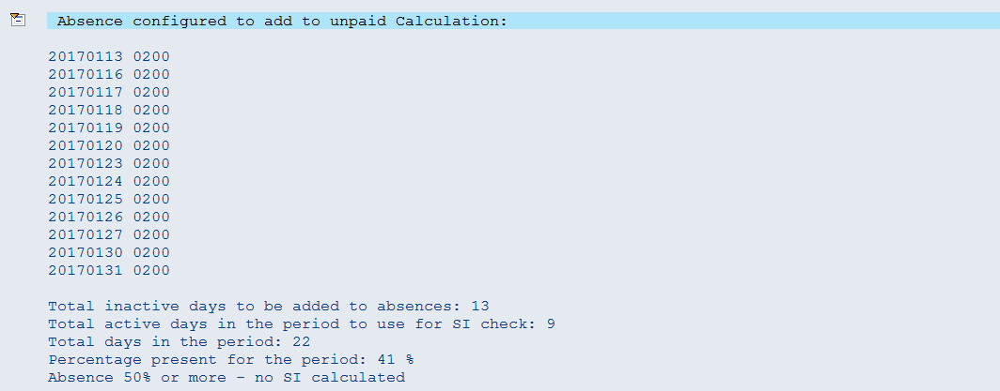 Absence configured to add to unpaid Calculation:
20170113 0200
20170116 0200
20170117 0200
20170118 0200
20170119 0200
20170120 0200
20170123 0200
20170124 0200
20170125 0200
20170126 0200
20170127 0200
20170130 0200
20170131 0200
Total inactive days to be added to absences: 13
Total active days in the period to use for SI check: 9
Total days in the period: 22
Percentage present for the period: 41 %
Absence 50% or more - no SI calculated